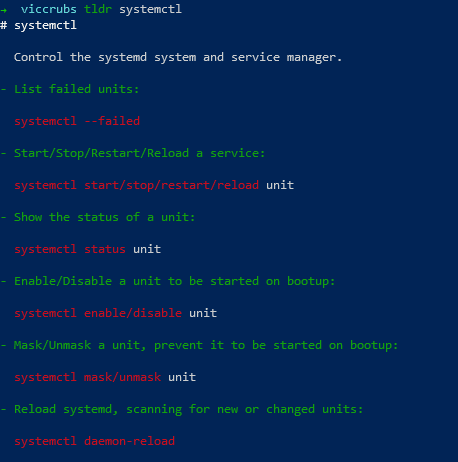 → viccrubs tldr systemctl
# systemctl
Control the systemd system and service manager.
- List failed units:
systemctl --failed
- Start/Stop/Restart/Reload a service:
systemctl start/stop/restart/reload unit
- Show the status of a unit:
systemctl status unit
- Enable/Disable a unit to be started on bootup:
systemctl enable/disable unit
- Mask/Unmask a unit, prevent it to be started on bootup:
systemctl mask/unmask unit
- Reload systemd, scanning for new or changed units:
systemctl daemon-reload